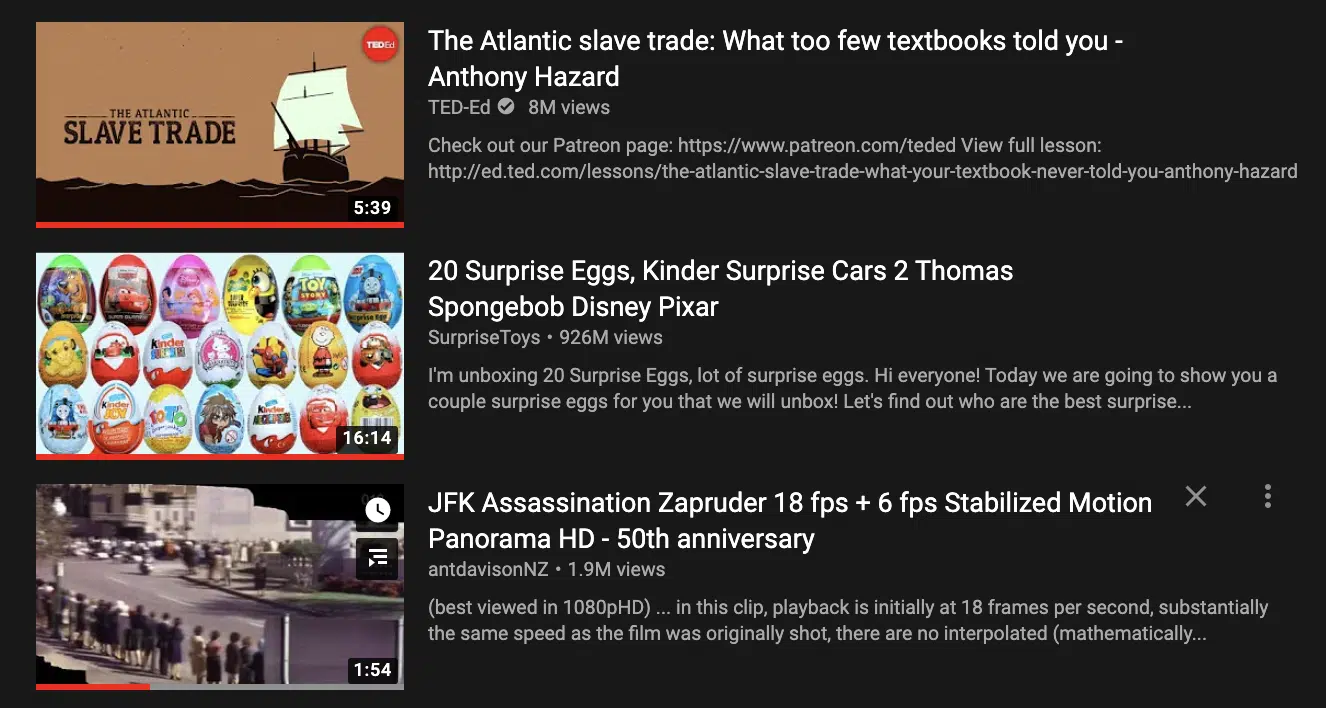 TEDEd
THE ATLANTIC
SLAVE TRADE
5:39
The Atlantic slave trade: What too few textbooks told you -
Anthony Hazard
TED-Ed 8M views
Check out our Patreon page: https://www.patreon.com/teded View full lesson:
http://ed.ted.com/lessons/the-atlantic-slave-trade-what-your-textbook-never-told-you-anthony-hazard
TOY
STORY
Kinder
SURPRISE
Kinder
JOY
Kinder
16:14
20 Surprise Eggs, Kinder Surprise Cars 2 Thomas
Spongebob Disney Pixar
SurpriseToys • 926M views
I'm unboxing 20 Surprise Eggs, lot of surprise eggs. Hi everyone! Today we are going to show you a
couple surprise eggs for you that we will unbox! Let's find out who are the best surprise...
1:54
JFK Assassination Zapruder 18 fps + 6 fps Stabilized Motion
Panorama HD - 50th anniversary
antdavisonNZ • 1.9M views
(best viewed in 1080pHD) ... in this clip, playback is initially at 18 frames per second, substantially
the same speed as the film was originally shot, there are no interpolated (mathematically...